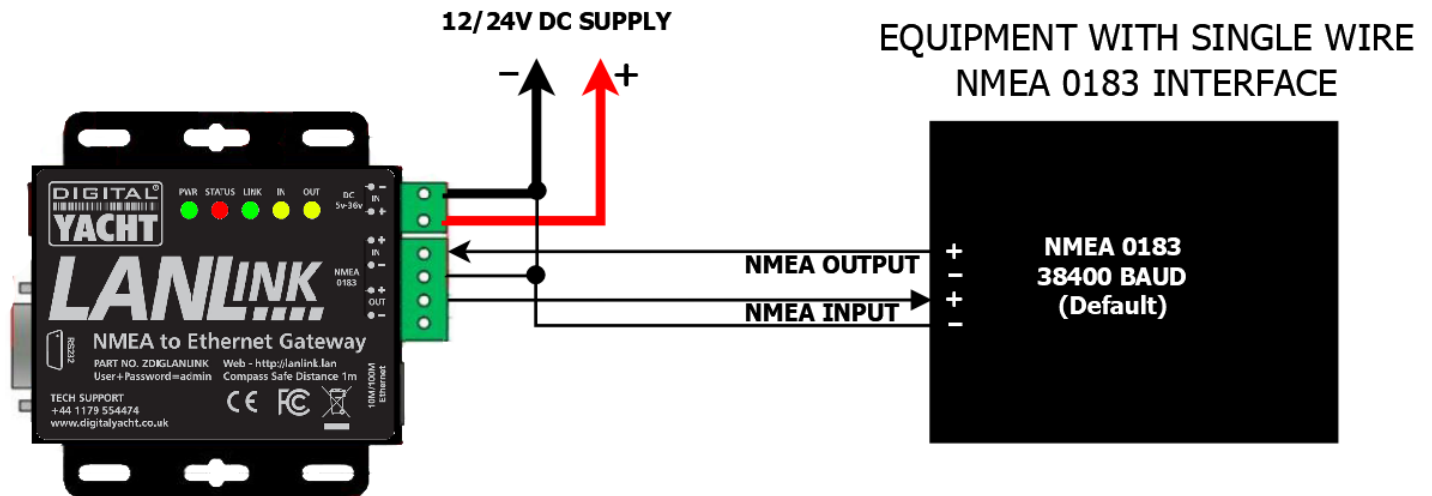 12/24V DC SUPPLY
− +
EQUIPMENT WITH SINGLE WIRE
NMEA 0183 INTERFACE
DIGITAL®
YACHT
PWR STATUS LINK IN OUT
DC
IN
5v-36v
−
+
LANLINK
+
IN
−
NMEA
0183
+
OUT
−
NMEA to Ethernet Gateway
RS232
PART NO. ZDIGLANLINK Web - http://lanlink.lan
User+Password=admin Compass Safe Distance 1m
10M/100M
Ethernet
TECH SUPPORT
+44 1179 554474
www.digitalyacht.co.uk
CE FC
NMEA OUTPUT
NMEA INPUT
+
−
+
−
NMEA 0183
38400 BAUD
(Default)